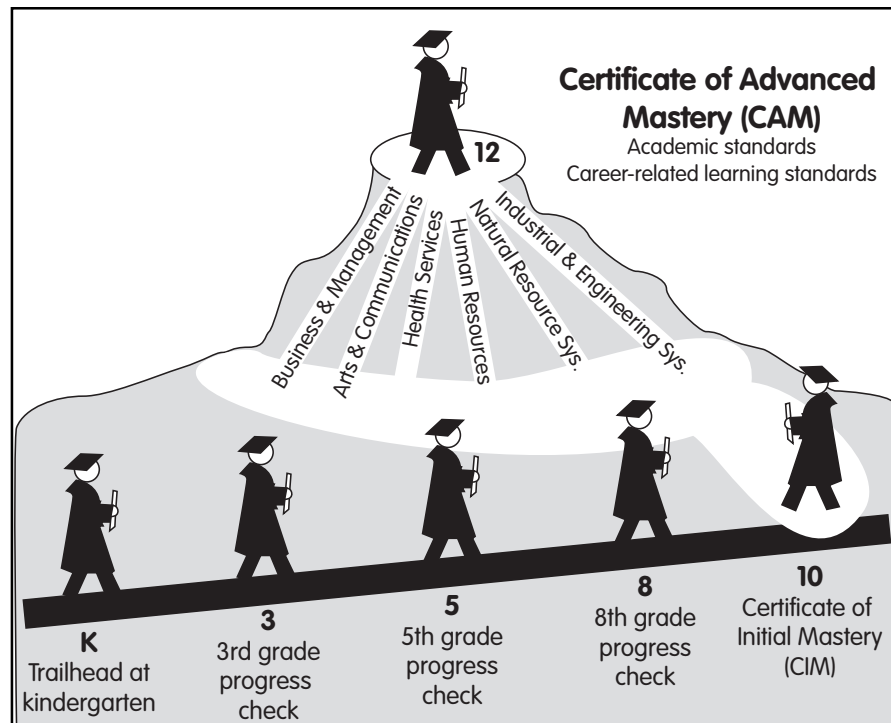 Certificate of Advanced
Mastery (CAM)
Academic standards
Career-related learning standards
12
Business & Management
Arts & Communications
Health Services
Human Resources
Natural Resource Sys.
Industrial & Engineering Sys.
K
Trailhead at
kindergarten
3
3rd grade
progress
check
5
5th grade
progress
check
8
8th grade
progress
check
10
Certificate of
Initial Mastery
(CIM)